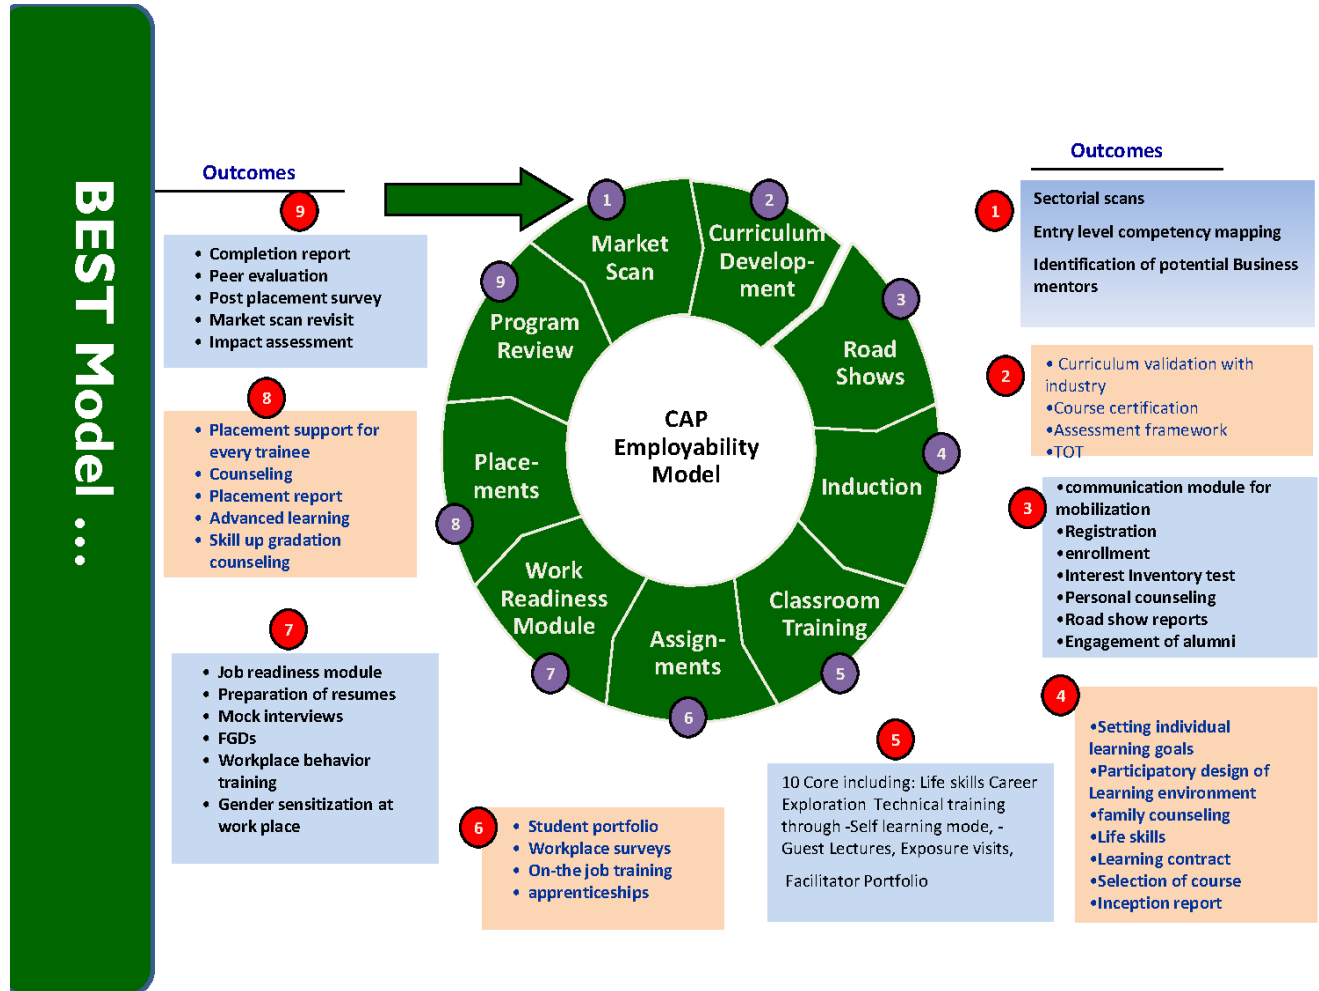 BEST Model ...
Outcomes
9
• Completion report
• Peer evaluation
• Post placement survey
• Market scan revisit
• Impact assessment
8
• Placement support for
every trainee
• Counseling
• Placement report
• Advanced learning
• Skill up gradation
counseling
7
• Job readiness module
• Preparation of resumes
• Mock interviews
• FGDs
• Workplace behavior
training
• Gender sensitization at
work place
1
Market
Scan
2
Curriculum
Develop-
ment
3
Road
Shows
4
Induction
5
Classroom
Training
6
Assign-
ments
7
Work
Readiness
Module
8
Place-
ments
9
Program
Review
CAP
Employability
Model
6
• Student portfolio
• Workplace surveys
• On-the job training
• apprenticeships
5
10 Core including: Life skills Career
Exploration Technical training
through -Self learning mode, -
Guest Lectures, Exposure visits,
Facilitator Portfolio
Outcomes
1
Sectorial scans
Entry level competency mapping
Identification of potential Business
mentors
2
• Curriculum validation with
industry
•Course certification
•Assessment framework
•TOT
3
•communication module for
mobilization
•Registration
•enrollment
•Interest Inventory test
•Personal counseling
•Road show reports
•Engagement of alumni
4
•Setting individual
learning goals
•Participatory design of
Learning environment
•family counseling
•Life skills
•Learning contract
•Selection of course
•Inception report